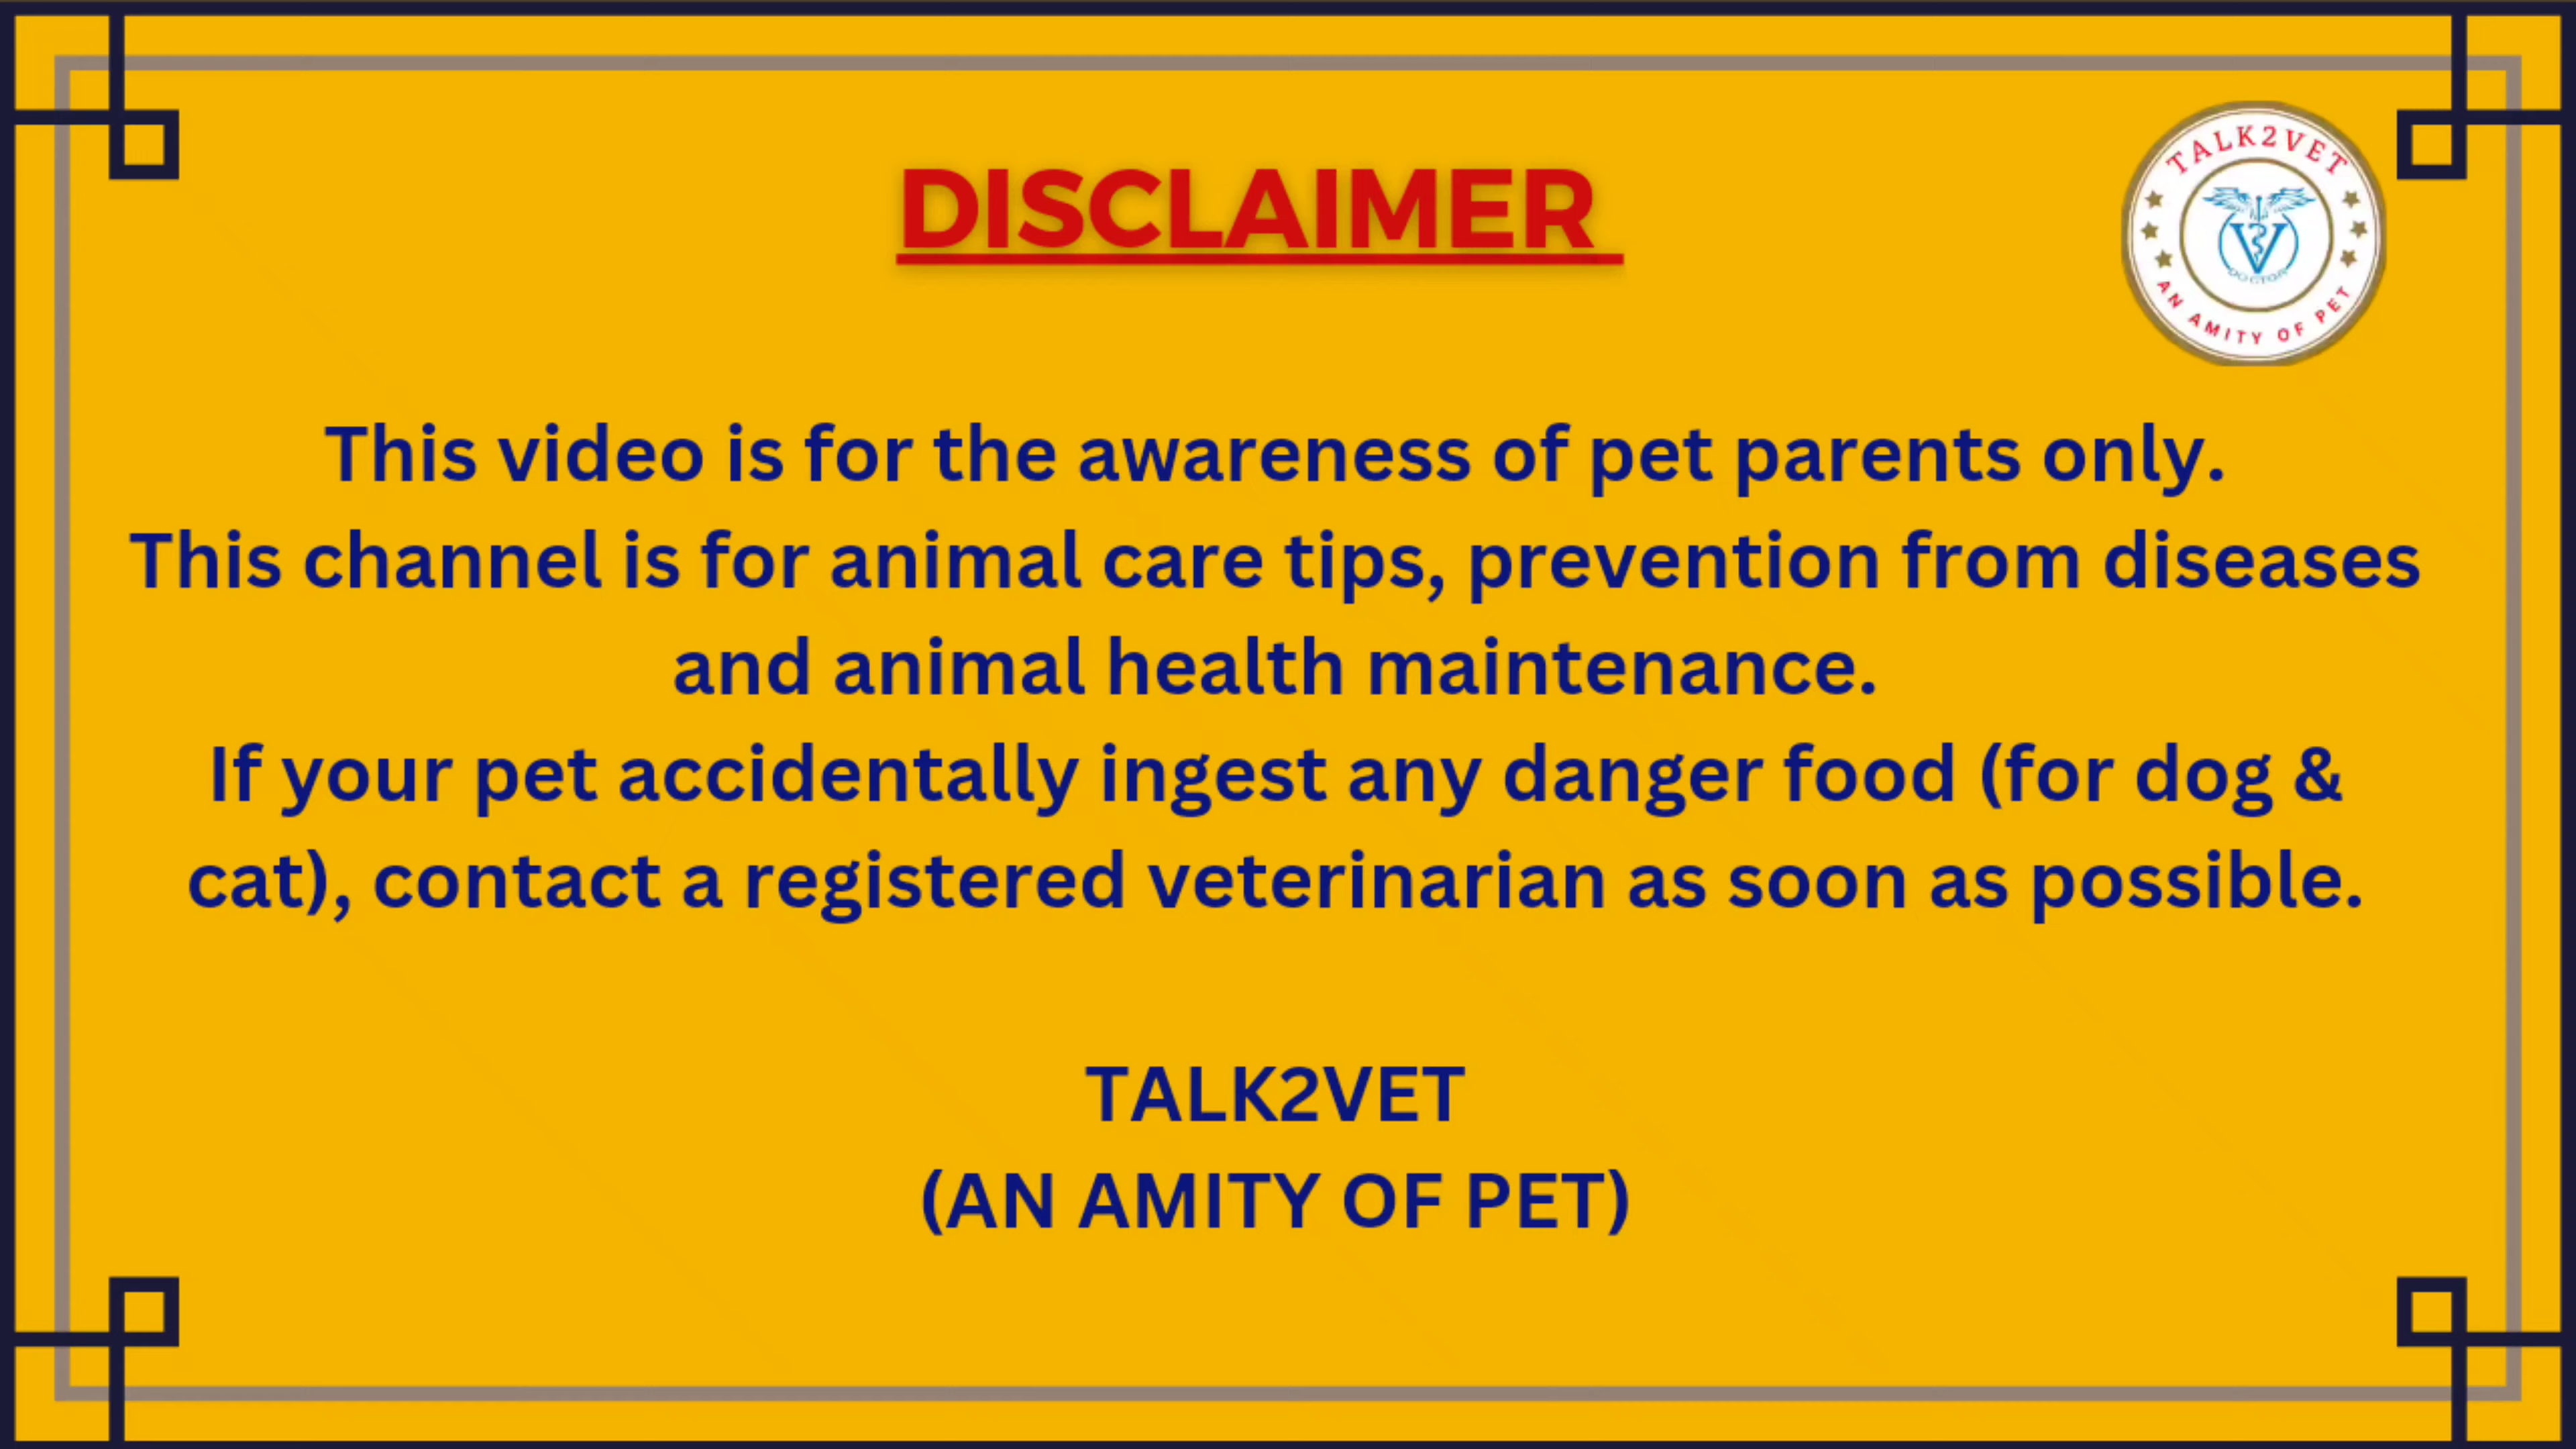 DISCLAIMER
TALK2VET
DOCTOR
AN AMITY OF PET
This video is for the awareness of pet parents only.
This channel is for animal care tips, prevention from diseases
and animal health maintenance.
If your pet accidentally ingest any danger food (for dog &
cat), contact a registered veterinarian as soon as possible.
TALK2VET
(AN AMITY OF PET)